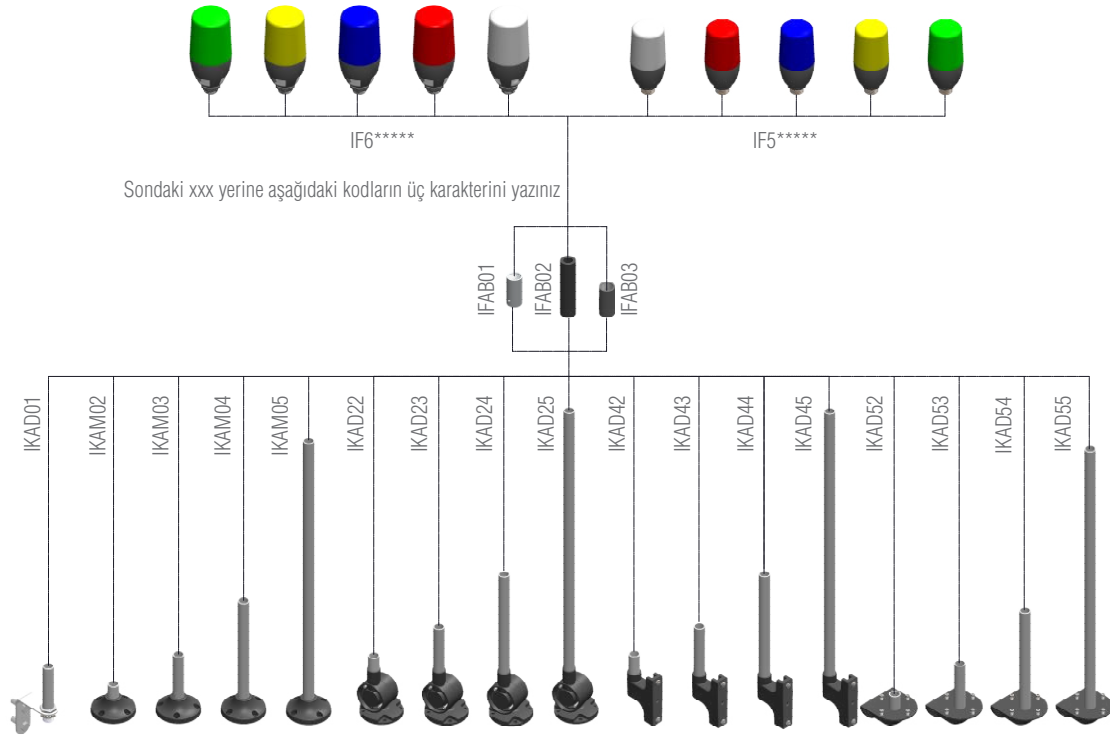 IF6*****
IF5*****
Sondaki xxx yerine aşağıdaki kodların üç karakterini yazınız
IFAB01
IFAB02
IFAB03
IKAD01
IKAM02
IKAM03
IKAM04
IKAM05
IKAD22
IKAD23
IKAD24
IKAD25
IKAD42
IKAD43
IKAD44
IKAD45
IKAD52
IKAD53
IKAD54
IKAD55